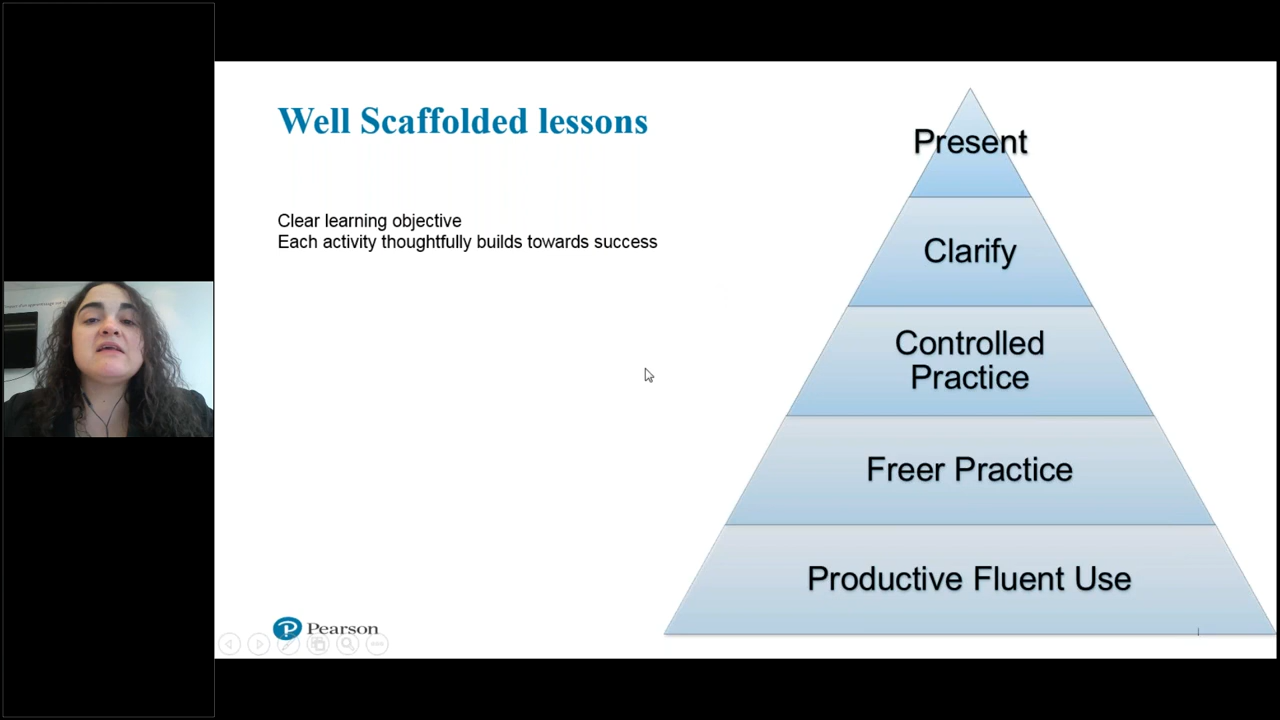 Well Scaffolded lessons
Clear learning objective
Each activity thoughtfully builds towards success
Present
Clarify
Controlled
Practice
Freer Practice
Productive Fluent Use
Pearson